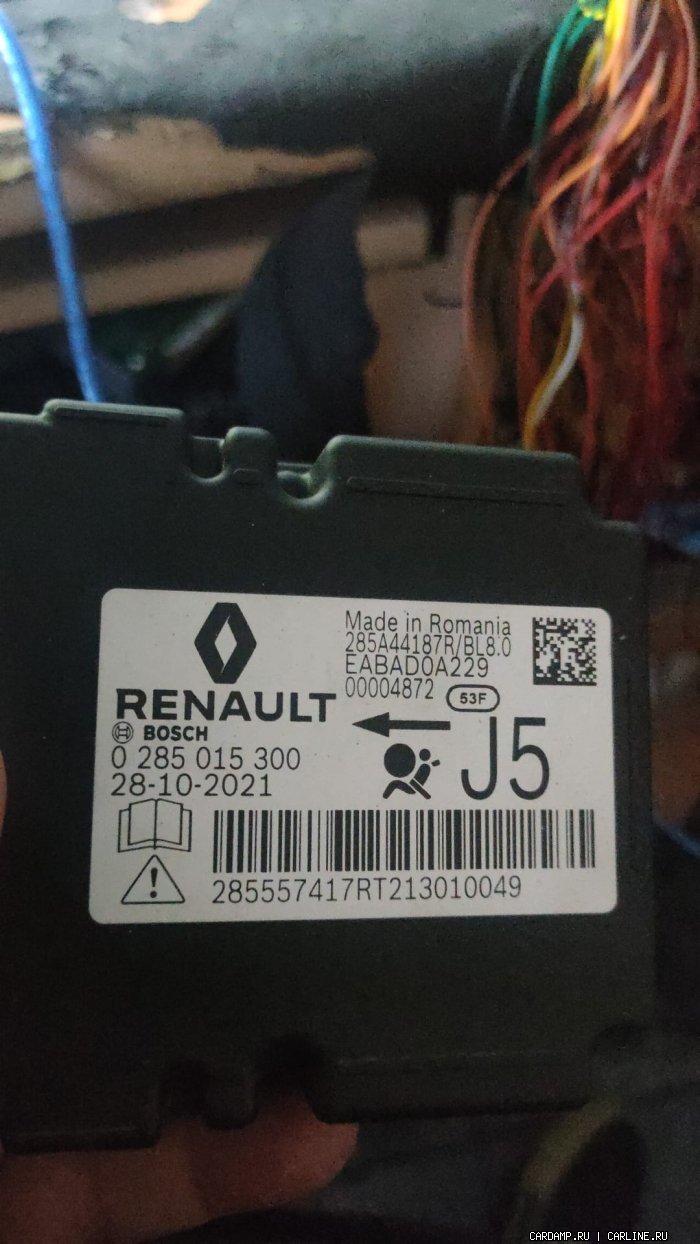 Made in Romania
285A44187R/BL8.0
EABAD0A229
00004872 53F
RENAULT
BOSCH
0 285 015 300
28-10-2021
J5
285557417RT213010049
CARDAMP.RU | CARLINE.RU